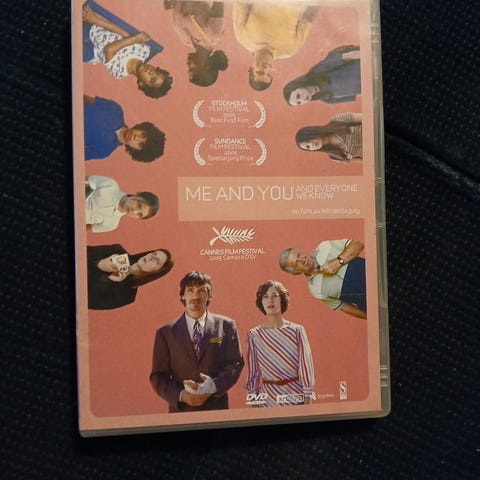 STOCKHOLM
FILM FESTIVAL
2005
Best First Film
SUNDANCE
FILM FESTIVAL
2005
Special Jury Prize
ME AND YOU AND EVERYONE
WE KNOW
en film av Miranda July
CANNES FILM FESTIVAL
2005 Camera D'Or
DVD
S